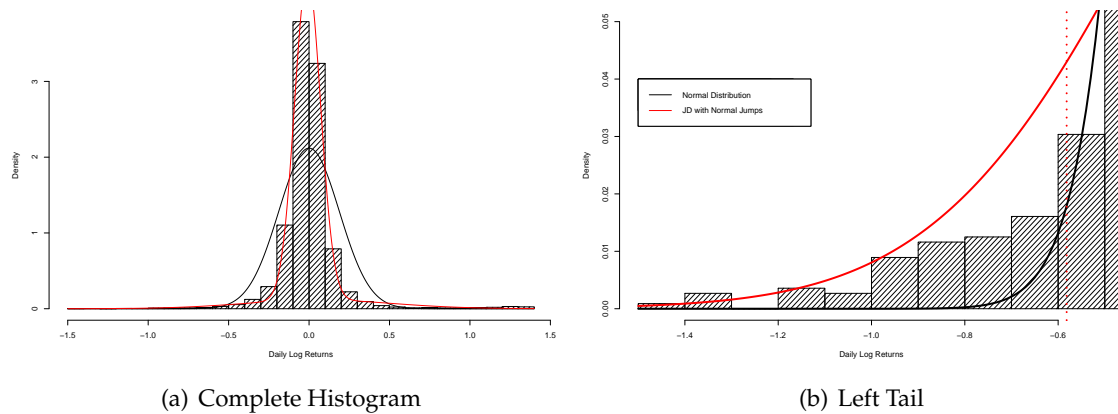 Density
3
2
1
0
−1.5 −1.0 −0.5 0.0 0.5 1.0 1.5
Daily Log Returns
(a) Complete Histogram
Density
0.05
0.04
0.03
0.02
0.01
0.00
Normal Distribution
JD with Normal Jumps
−1.4 −1.2 −1.0 −0.8 −0.6
Daily Log Returns
(b) Left Tail